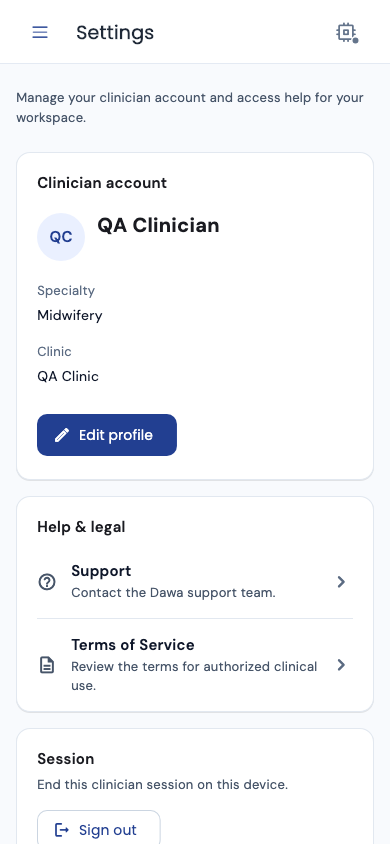 Settings
Manage your clinician account and access help for your
workspace.
Clinician account
QC
QA Clinician
Specialty
Midwifery
Clinic
QA Clinic
Edit profile
Help & legal
Support
Contact the Dawa support team.
Terms of Service
Review the terms for authorized clinical
use.
Session
End this clinician session on this device.
Sign out